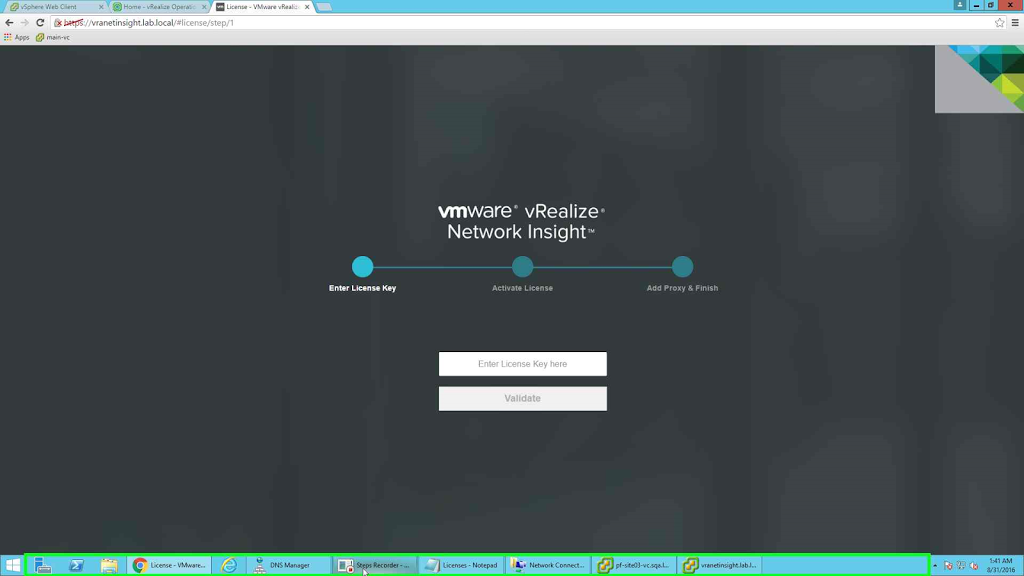 vSphere Web Client
Home - vRealize Operati
License - VMware vRealiz
https://vranetinsight.lab.local/#license/step/1
Apps
main-vc
vmware® vRealize®
Network Insight™
Enter License Key
Activate License
Add Proxy & Finish
Enter License Key here
Validate
License - VMware...
DNS Manager
Steps Recorder - ...
Licenses - Notepad
Network Connect...
pf-site03-vc.squ.l...
vranetinsight.lab.l...
1:41 AM
8/31/2016